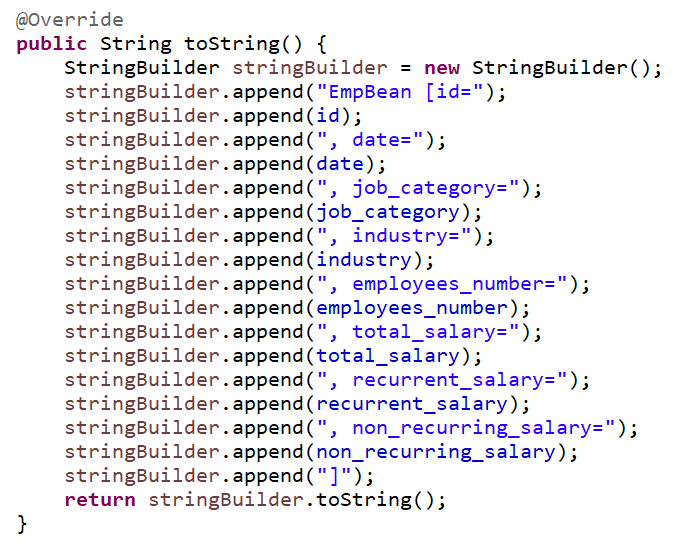 @Override
public String toString() {
    StringBuilder stringBuilder = new StringBuilder();
    stringBuilder.append("EmpBean [id=");
    stringBuilder.append(id);
    stringBuilder.append(", date=");
    stringBuilder.append(date);
    stringBuilder.append(", job_category=");
    stringBuilder.append(job_category);
    stringBuilder.append(", industry=");
    stringBuilder.append(industry);
    stringBuilder.append(", employees_number=");
    stringBuilder.append(employees_number);
    stringBuilder.append(", total_salary=");
    stringBuilder.append(total_salary);
    stringBuilder.append(", recurrent_salary=");
    stringBuilder.append(recurrent_salary);
    stringBuilder.append(", non_recurring_salary=");
    stringBuilder.append(non_recurring_salary);
    stringBuilder.append("]");
    return stringBuilder.toString();
}